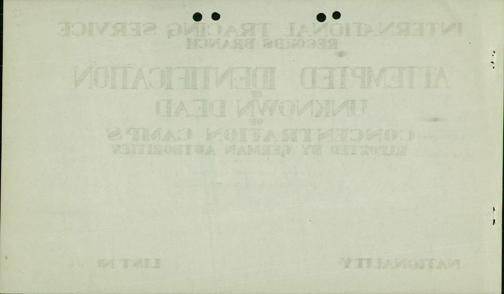 INTERNATIONAL TRACING SERVICE
RECORDS BRANCH
ATTEMPTED IDENTIFICATION
OF
UNKNOWN DEAD
OF
CONCENTRATION CAMPS
REPORTED BY GERMAN AUTHORITIES
NATIONALITY LIST Nº